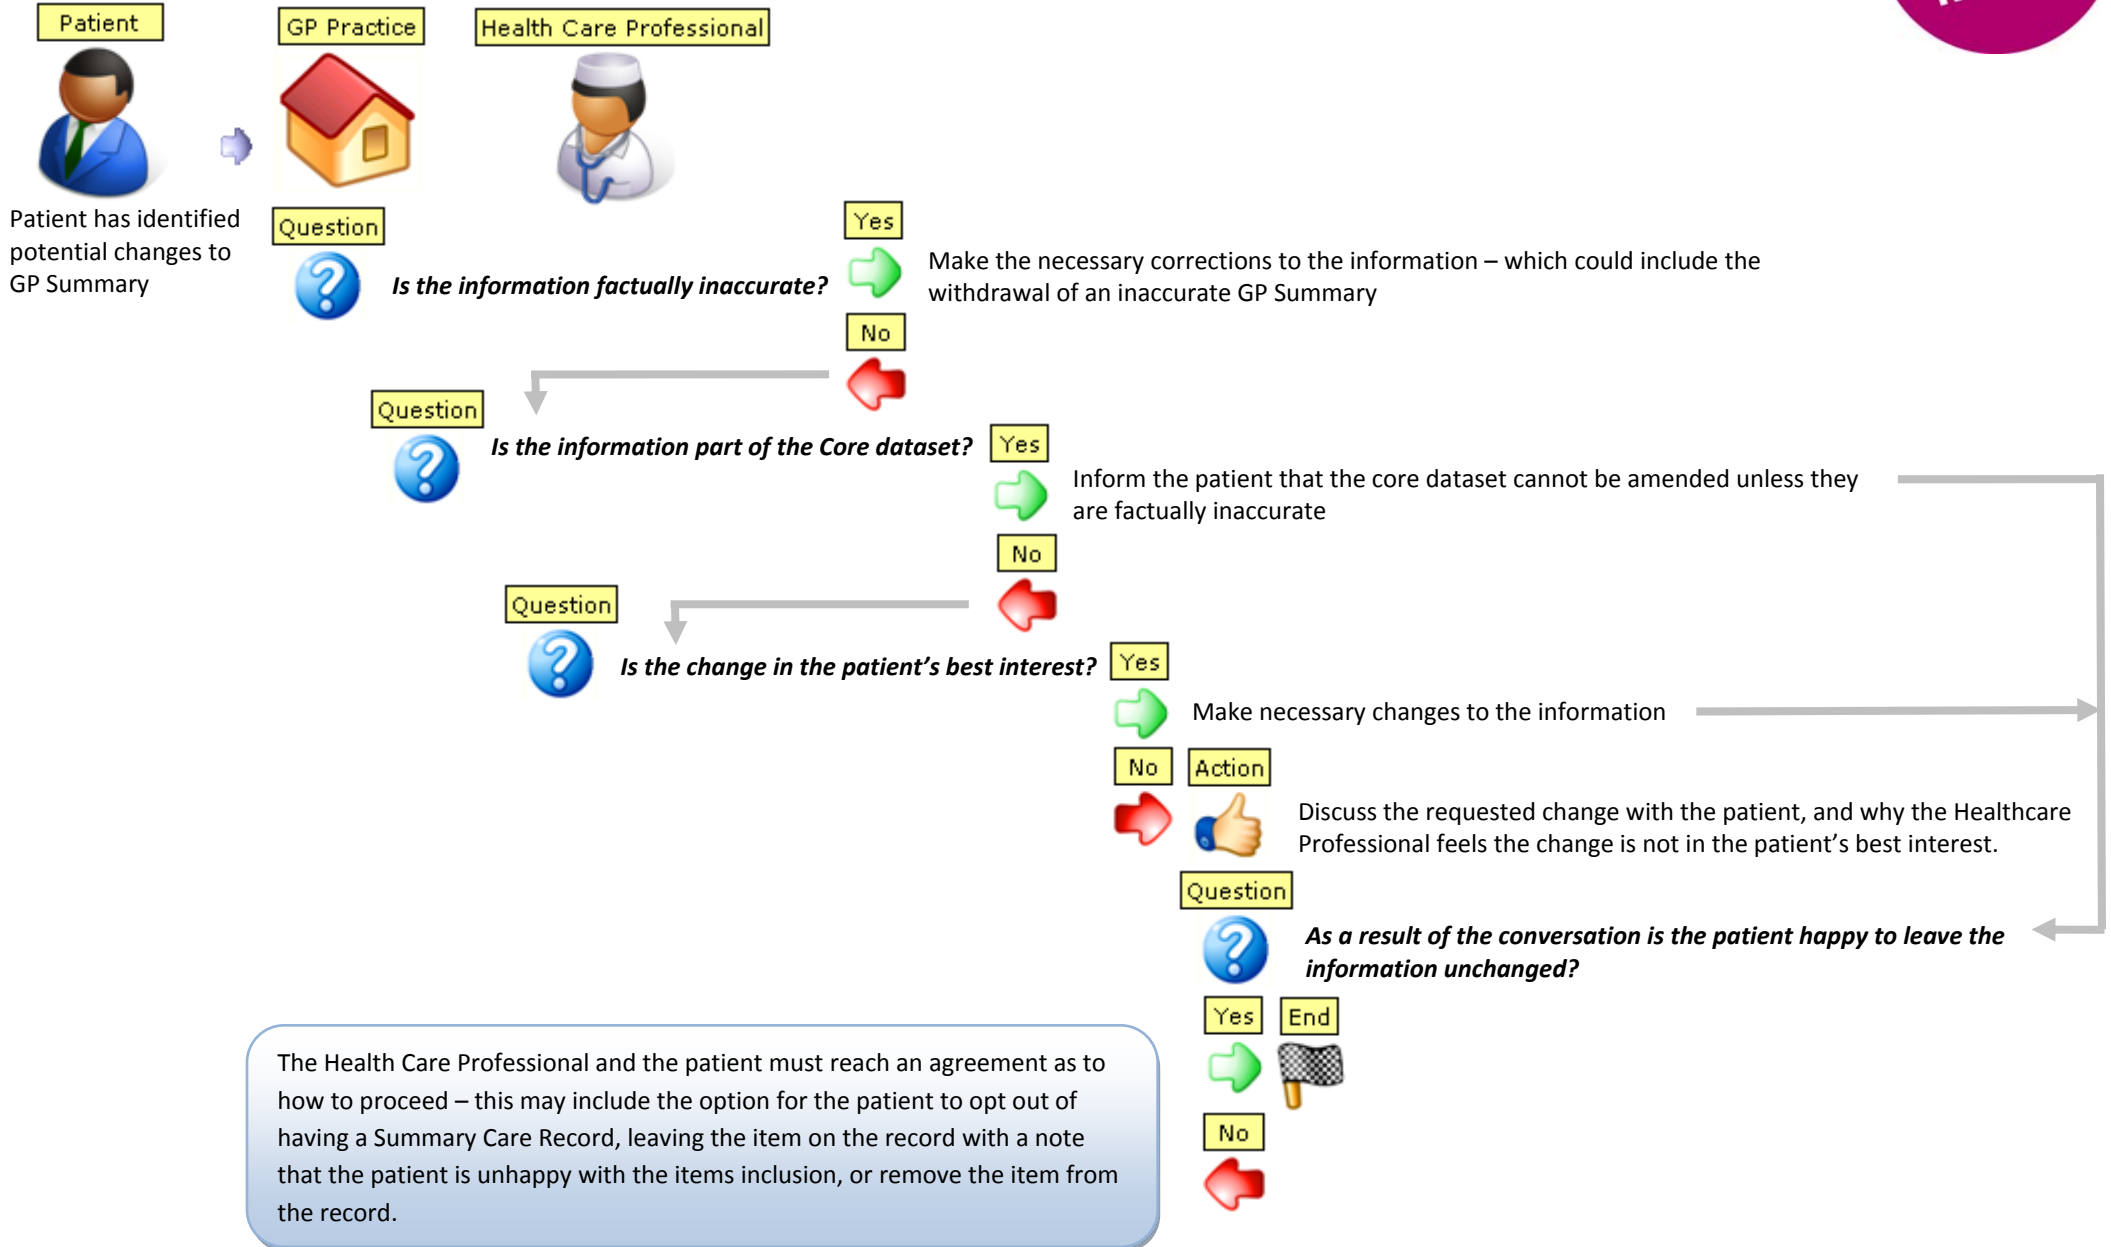 Patient
GP Practice
Health Care Professional
Patient has identified
potential changes to
GP Summary
Question
Is the information factually inaccurate?
Yes
Make the necessary corrections to the information – which could include the
withdrawal of an inaccurate GP Summary
No
Question
Is the information part of the Core dataset?
Yes
Inform the patient that the core dataset cannot be amended unless they
are factually inaccurate
No
Question
Is the change in the patient’s best interest?
Yes
Make necessary changes to the information
No
Action
Discuss the requested change with the patient, and why the Healthcare
Professional feels the change is not in the patient’s best interest.
Question
As a result of the conversation is the patient happy to leave the
information unchanged?
Yes
End
No
The Health Care Professional and the patient must reach an agreement as to
how to proceed – this may include the option for the patient to opt out of
having a Summary Care Record, leaving the item on the record with a note
that the patient is unhappy with the items inclusion, or remove the item from
the record.